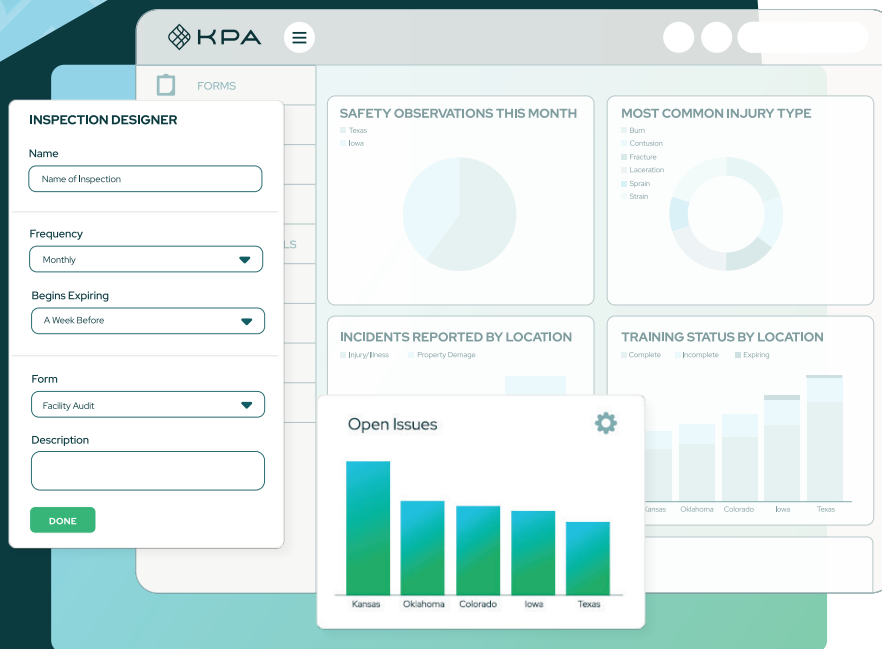 KPA
FORMS
LS
INSPECTION DESIGNER
Name
Name of Inspection
Frequency
Monthly
Begins Expiring
A Week Before
Form
Facility Audit
Description
DONE
SAFETY OBSERVATIONS THIS MONTH
Texas
Iowa
MOST COMMON INJURY TYPE
Burn
Contusion
Fracture
Laceration
Sprain
Strain
INCIDENTS REPORTED BY LOCATION
Injury/Illness Property Demage
TRAINING STATUS BY LOCATION
Complete Incomplete Expiring
Kansas Oklahoma Colorado Iowa Texas
Open Issues
Kansas Oklahoma Colorado Iowa Texas